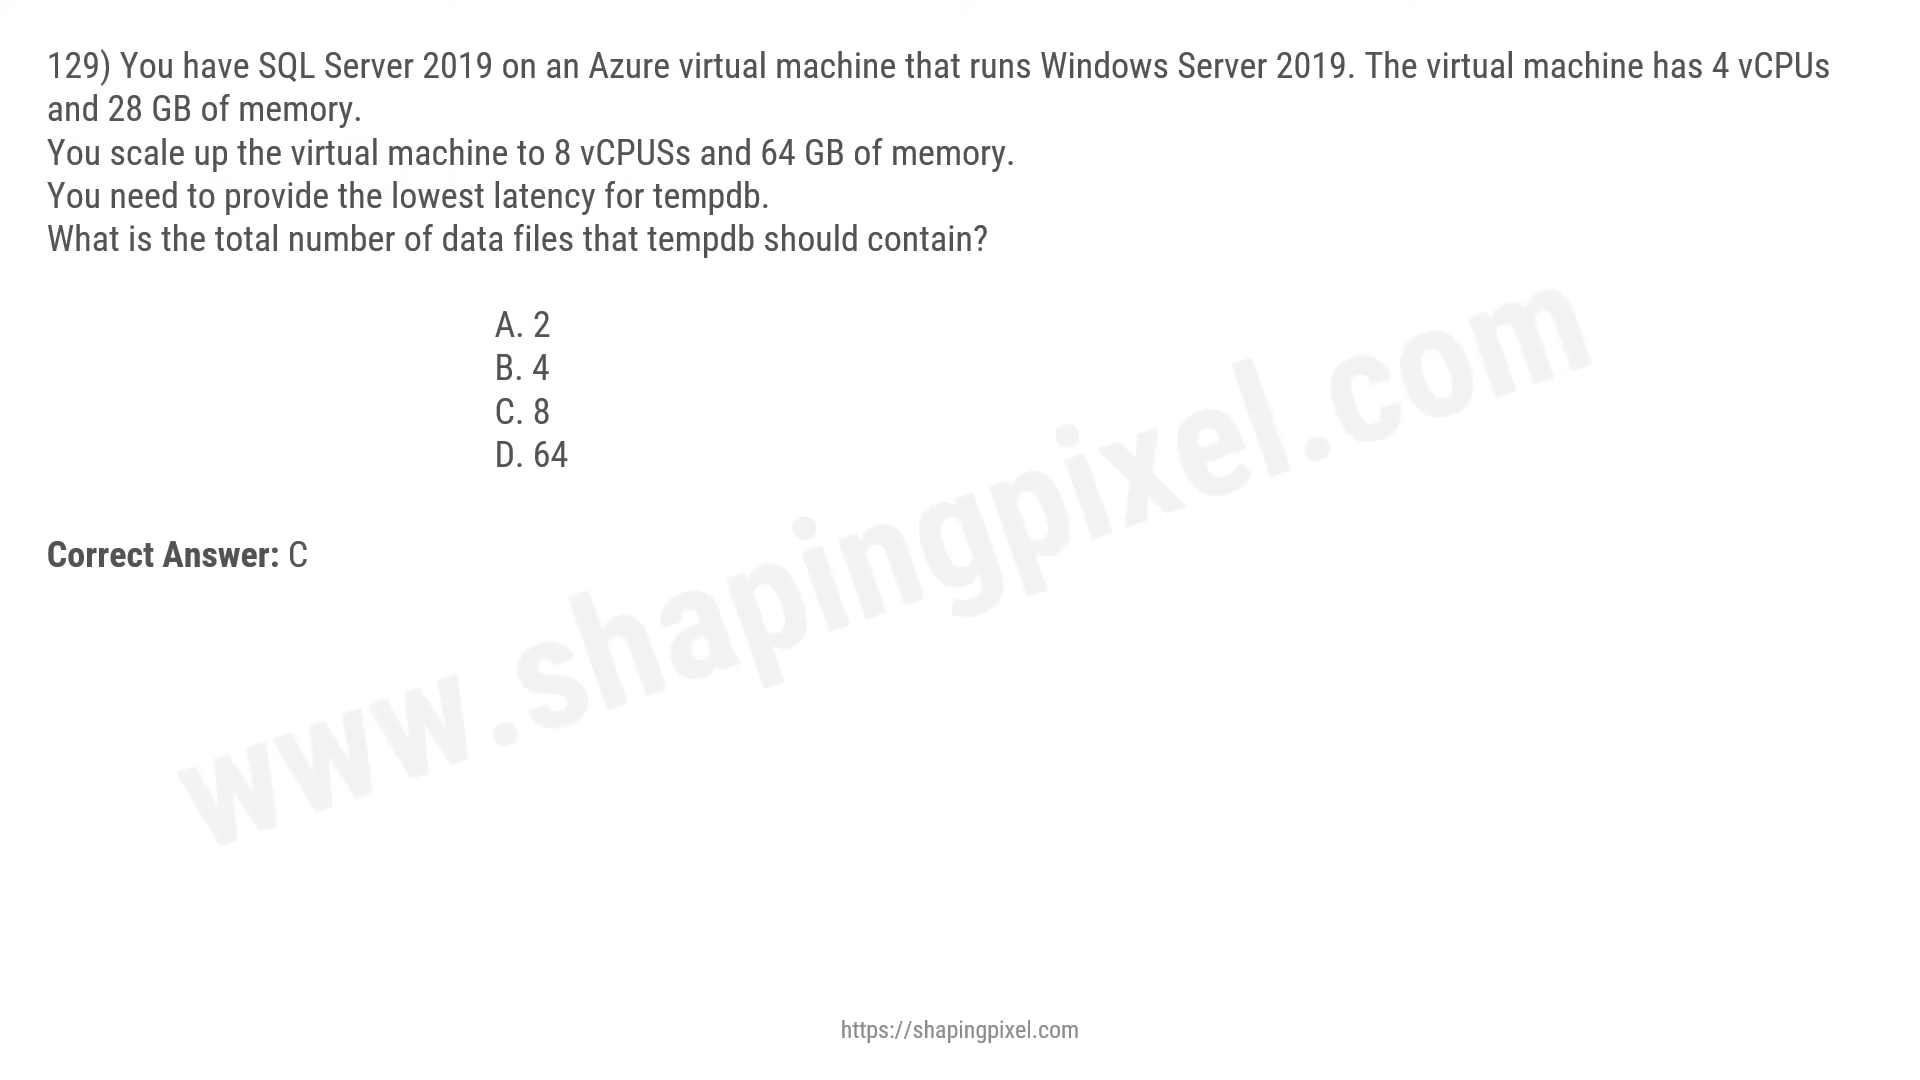 129) You have SQL Server 2019 on an Azure virtual machine that runs Windows Server 2019. The virtual machine has 4 vCPUs
and 28 GB of memory.
You scale up the virtual machine to 8 vCPUSs and 64 GB of memory.
You need to provide the lowest latency for tempdb.
What is the total number of data files that tempdb should contain?
A. 2
B. 4
C. 8
D. 64
Correct Answer: C
www.shapingpixel.com
https://shapingpixel.com